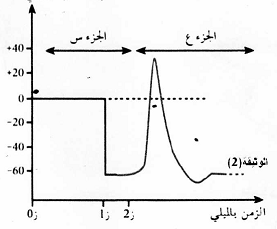 الجزء س
الجزء ع
+40
+20
0
−20
−40
−60
الوثيقة(2)
ز0
ز1
ز2
الزمن بالميلي